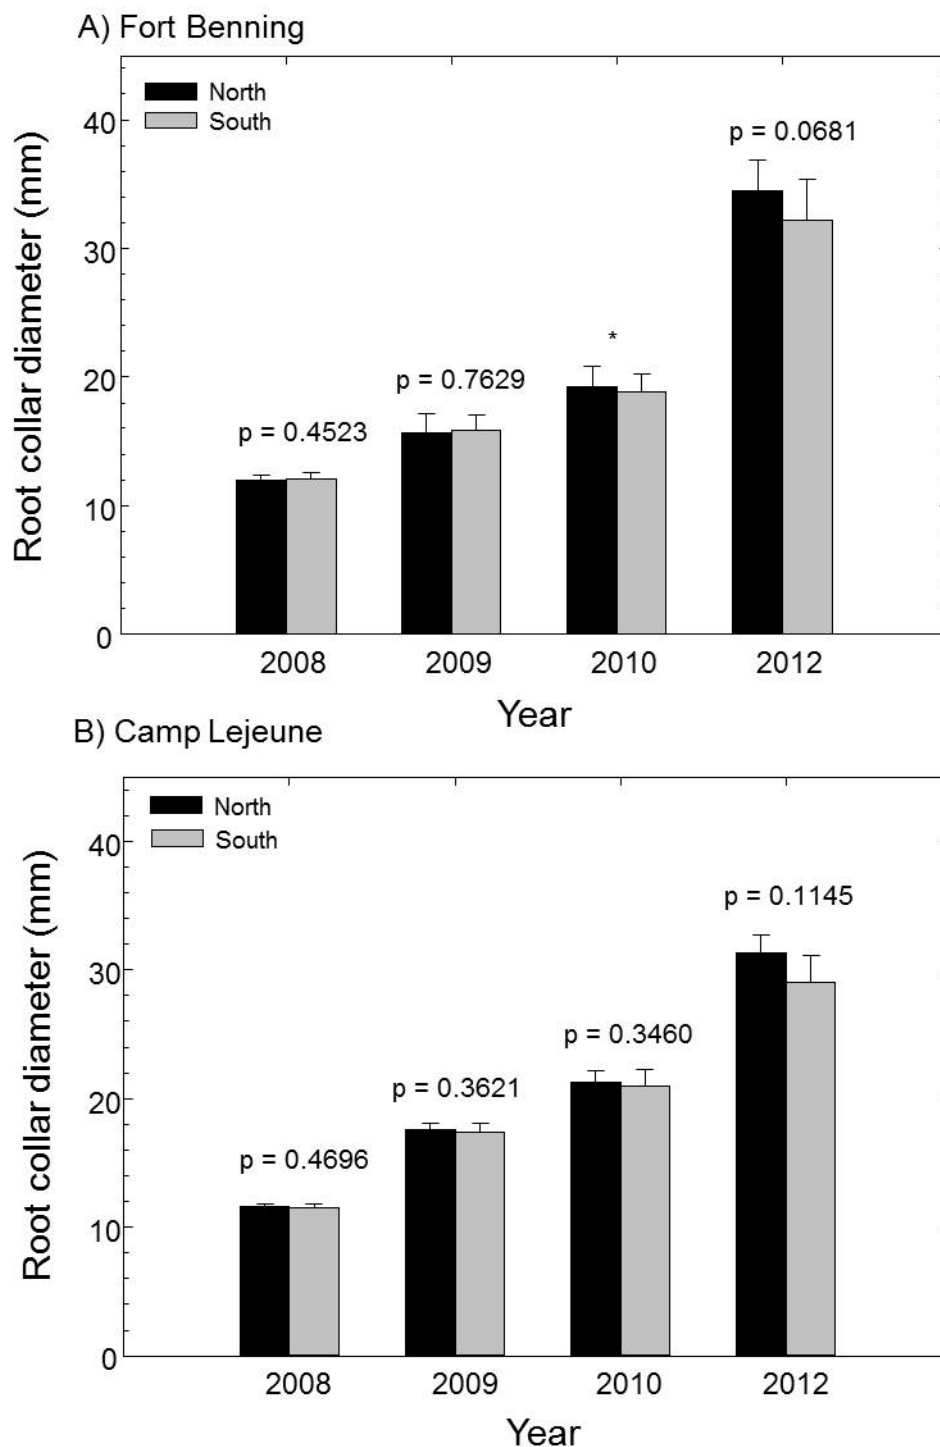 A) Fort Benning
North
South
Root collar diameter (mm)
40
30
20
10
0
p = 0.4523
p = 0.7629
*
p = 0.0681
2008 2009 2010 2012
Year
B) Camp Lejeune
North
South
Root collar diameter (mm)
40
30
20
10
0
p = 0.4696
p = 0.3621
p = 0.3460
p = 0.1145
2008 2009 2010 2012
Year